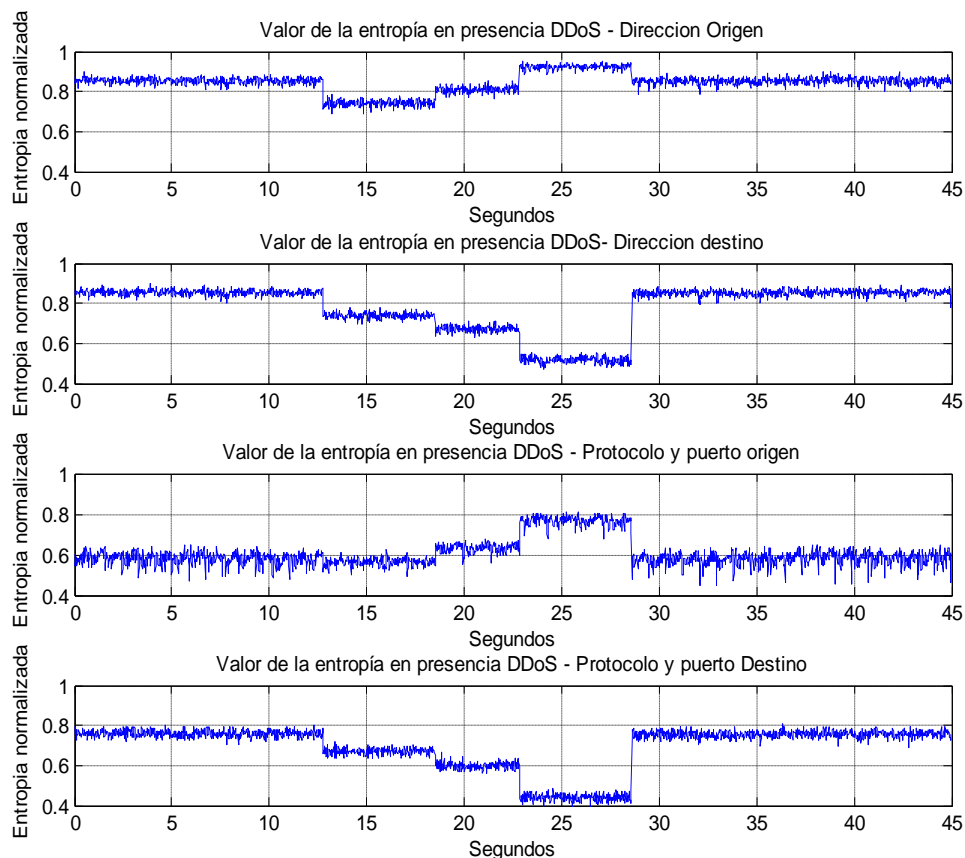 Valor de la entropía en presencia DDoS - Direccion Origen
Entropia normalizada
1
0.8
0.6
0.4
0 5 10 15 20 25 30 35 40 45
Segundos
Valor de la entropía en presencia DDoS- Direccion destino
Entropia normalizada
1
0.8
0.6
0.4
0 5 10 15 20 25 30 35 40 45
Segundos
Valor de la entropía en presencia DDoS - Protocolo y puerto origen
Entropia normalizada
1
0.8
0.6
0.4
0 5 10 15 20 25 30 35 40 45
Segundos
Valor de la entropía en presencia DDoS - Protocolo y puerto Destino
Entropia normalizada
1
0.8
0.6
0.4
0 5 10 15 20 25 30 35 40 45
Segundos